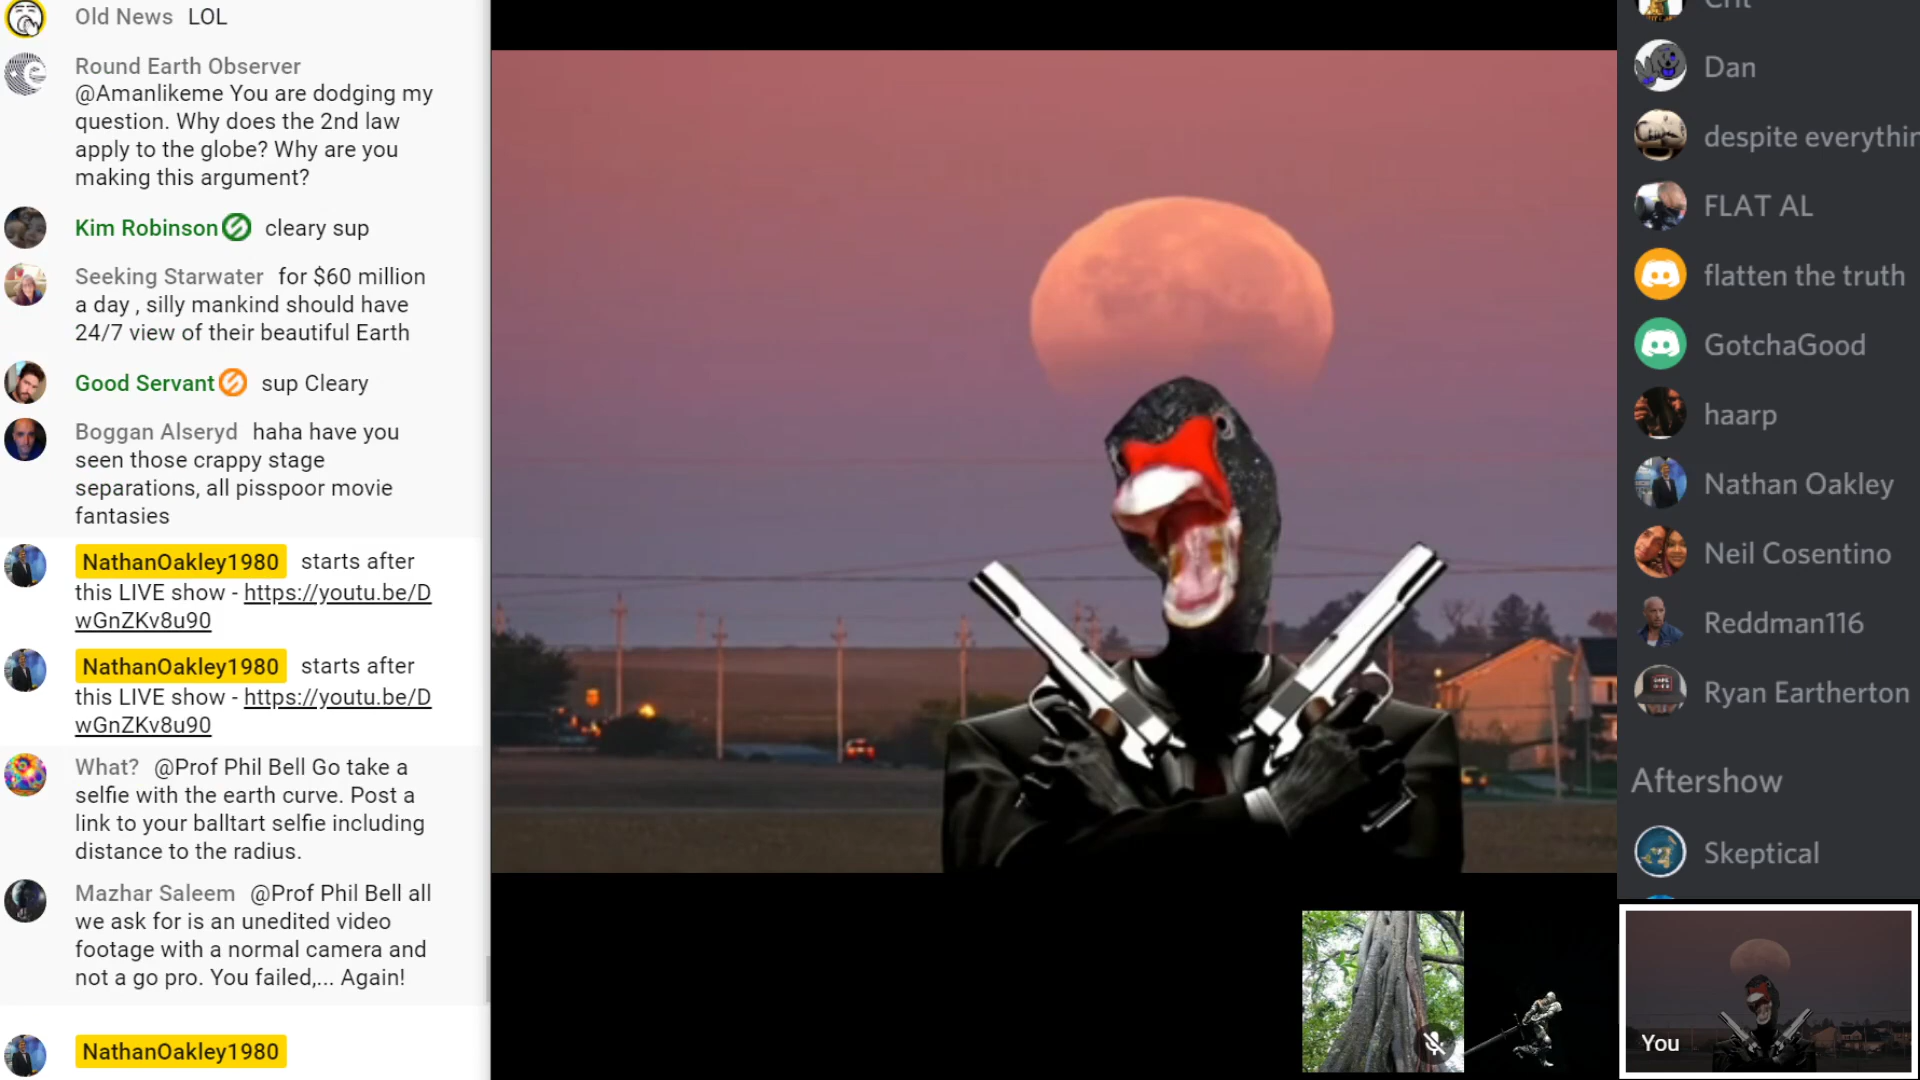 Old News LOL
Round Earth Observer
@Amanlikeme You are dodging my
question. Why does the 2nd law
apply to the globe? Why are you
making this argument?
Kim Robinson cleary sup
Seeking Starwater for $60 million
a day , silly mankind should have
24/7 view of their beautiful Earth
Good Servant sup Cleary
Boggan Alseryd haha have you
seen those crappy stage
separations, all pisspoor movie
fantasies
NathanOakley1980 starts after
this LIVE show - https://youtu.be/D
wGnZKv8u90
NathanOakley1980 starts after
this LIVE show - https://youtu.be/D
wGnZKv8u90
What? @Prof Phil Bell Go take a
selfie with the earth curve. Post a
link to your balltart selfie including
distance to the radius.
Mazhar Saleem @Prof Phil Bell all
we ask for is an unedited video
footage with a normal camera and
not a go pro. You failed,... Again!
NathanOakley1980
Dan
despite everythin
FLAT AL
flatten the truth
GotchaGood
haarp
Nathan Oakley
Neil Cosentino
Reddman116
Ryan Eartherton
Aftershow
Skeptical
You